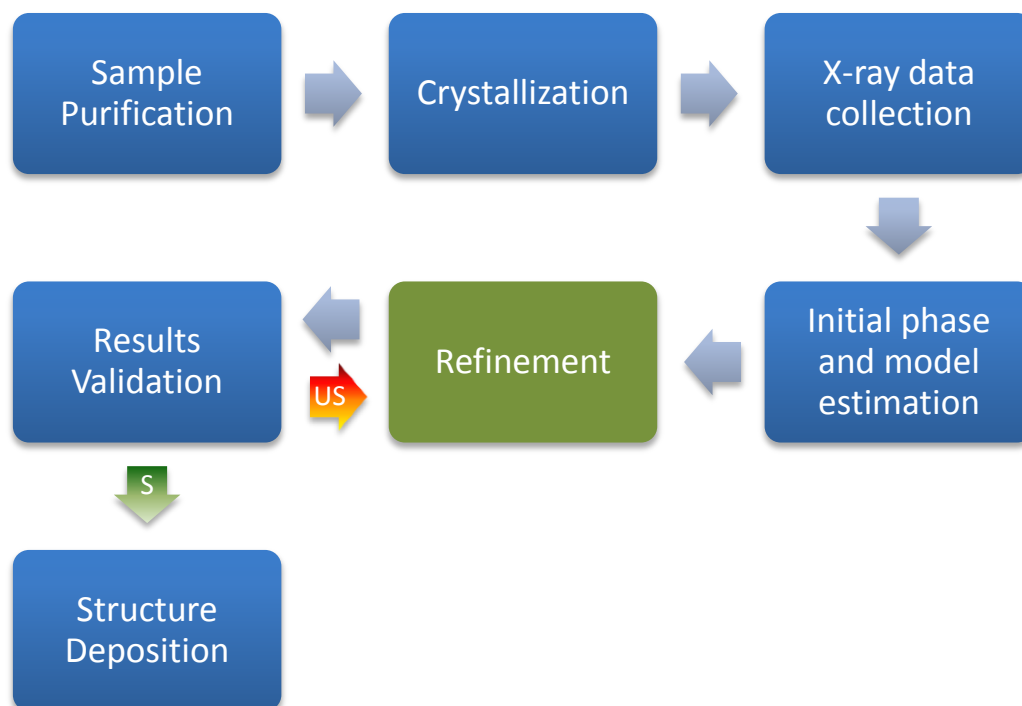 Sample
Purification
Crystallization
X-ray data
collection
Initial phase
and model
estimation
Refinement
Results
Validation
US
S
Structure
Deposition